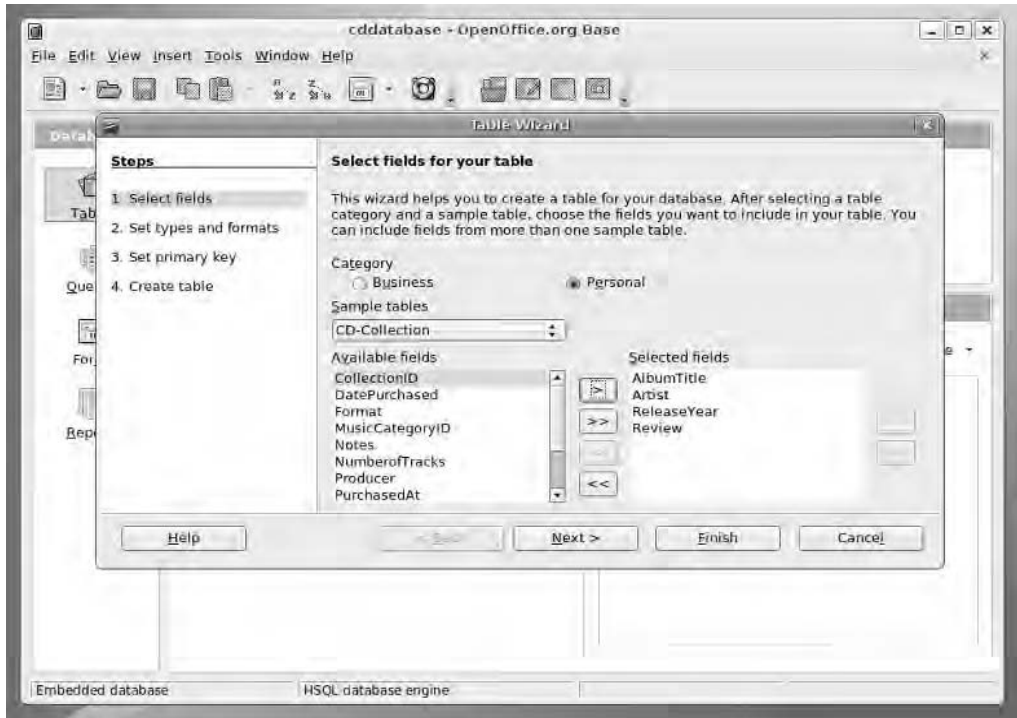 cddatabase - OpenOffice.org Base
File Edit View Insert Tools Window Help
Table Wizard
Steps
1. Select fields
2. Set types and formats
3. Set primary key
4. Create table
Select fields for your table
This wizard helps you to create a table for your database. After selecting a table
category and a sample table, choose the fields you want to include in your table. You
can include fields from more than one sample table.
Category
Business
Personal
Sample tables
CD-Collection
Available fields
CollectionID
DatePurchased
Format
MusicCategoryID
Notes
NumberofTracks
Producer
PurchasedAt
>
>>
<<
Selected fields
AlbumTitle
Artist
ReleaseYear
Review
Tab
Que
For
Rep
Help
Next >
Finish
Cancel
Embedded database
HSQL database engine